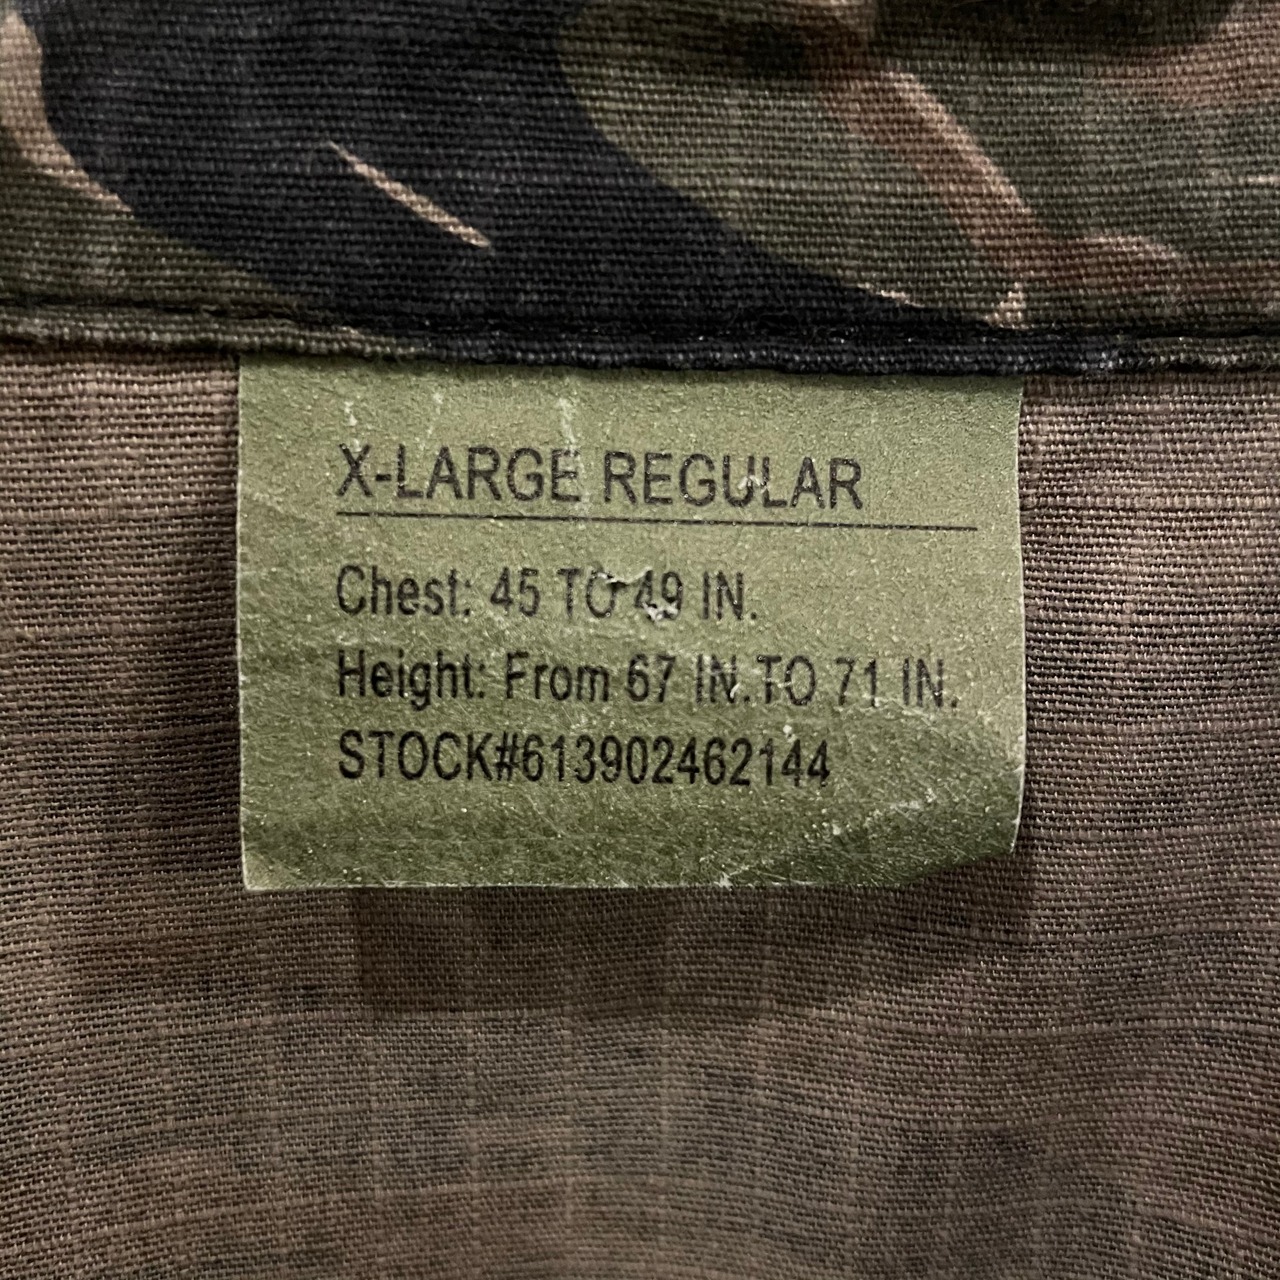 X-LARGE REGULAR
Chest: 45 TO 49 IN.
Height: From 67 IN.TO 71 IN.
STOCK#613902462144